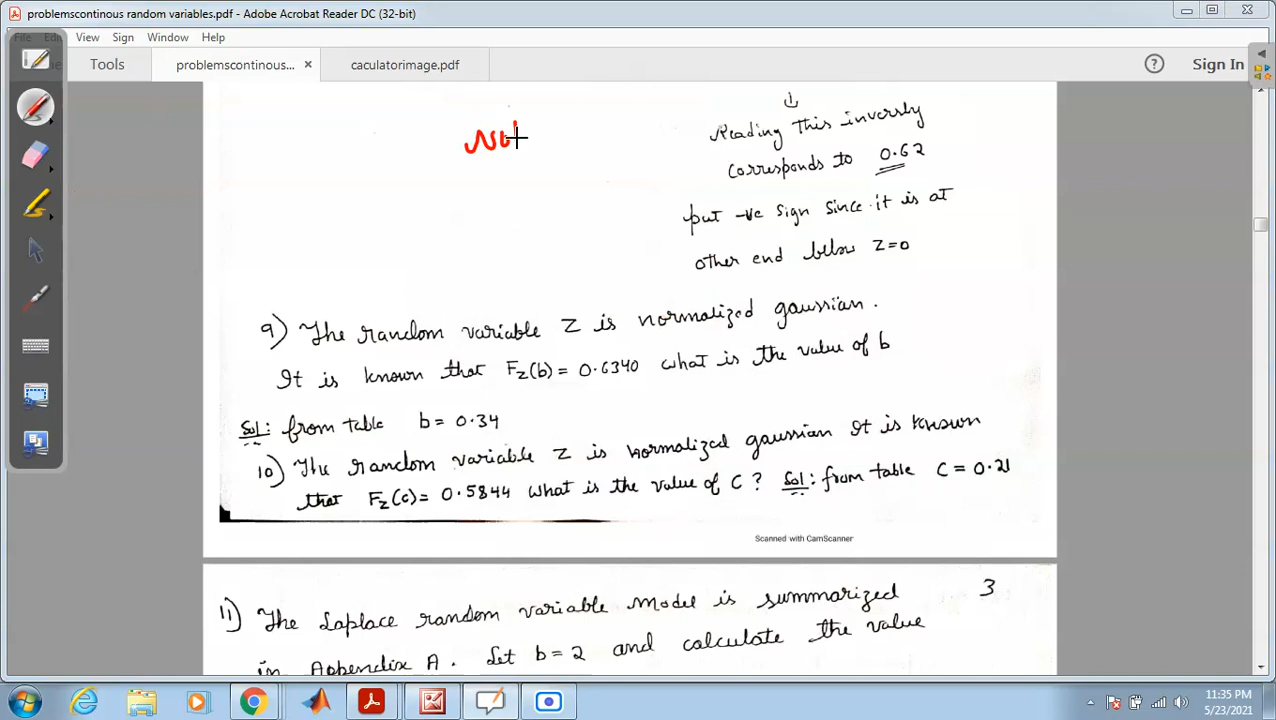 problemscontinous random variables.pdf - Adobe Acrobat Reader DC (32-bit)
File Edit View Sign Window Help
Tools problemscontinous... × caculatorimage.pdf ? Sign In
Reading this inversly
corresponds to 0.62
put -ve sign since it is at
other end below Z=0
9) The random variable Z is normalized gaussian.
It is known that Fz(b) = 0.6340 what is the value of b
Sol: from table b = 0.34
10) The random variable Z is normalized gaussian It is known
that Fz(c) = 0.5844 what is the value of C ? Sol: from table C = 0.21
Scanned with CamScanner
3
11) The Laplace random variable Model is summarized
in Appendix A. Let b = 2 and calculate the value
11:35 PM
5/23/2021